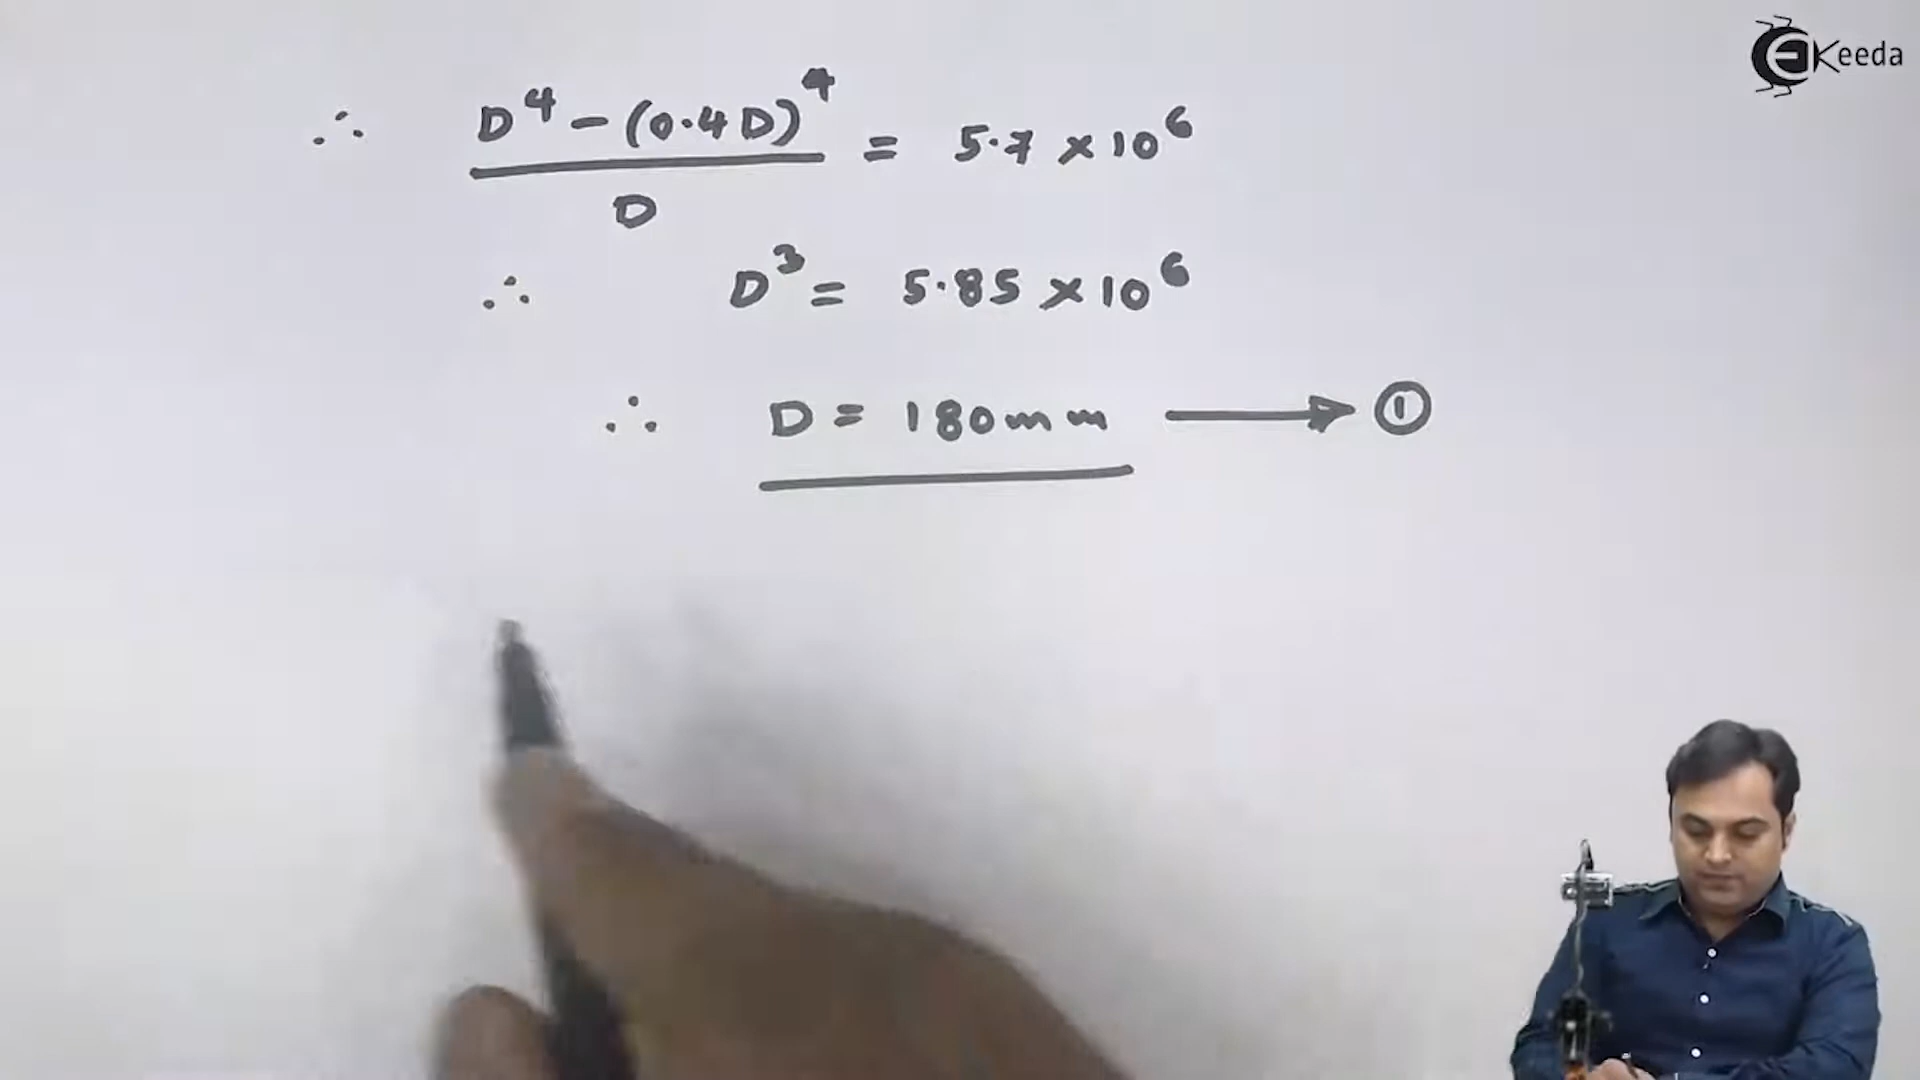 EKeeda
∴ D⁴ - (0.4D)⁴ / D = 5.7 × 10⁶
∴ D³ = 5.85 × 10⁶
∴ D = 180mm → ①